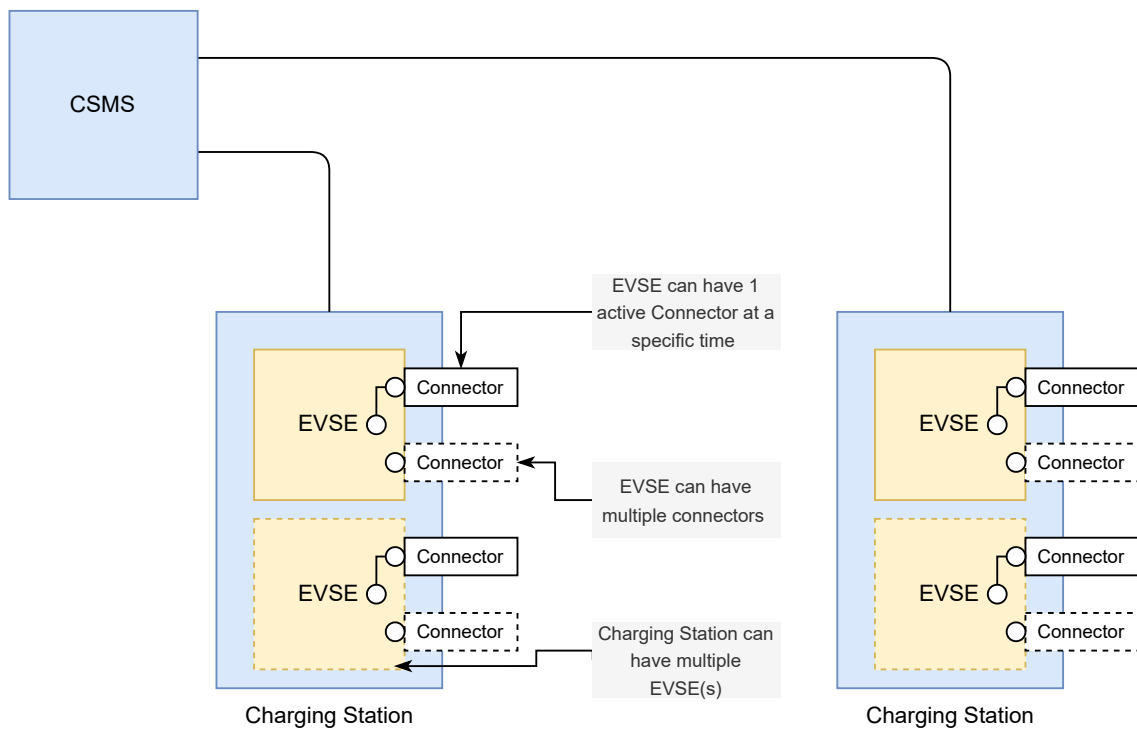 CSMS
EVSE can have 1
active Connector at a
specific time
Connector
EVSE
Connector
EVSE can have
multiple connectors
Connector
EVSE
Connector
Charging Station can
have multiple
EVSE(s)
Charging Station
Connector
EVSE
Connector
Connector
EVSE
Connector
Charging Station